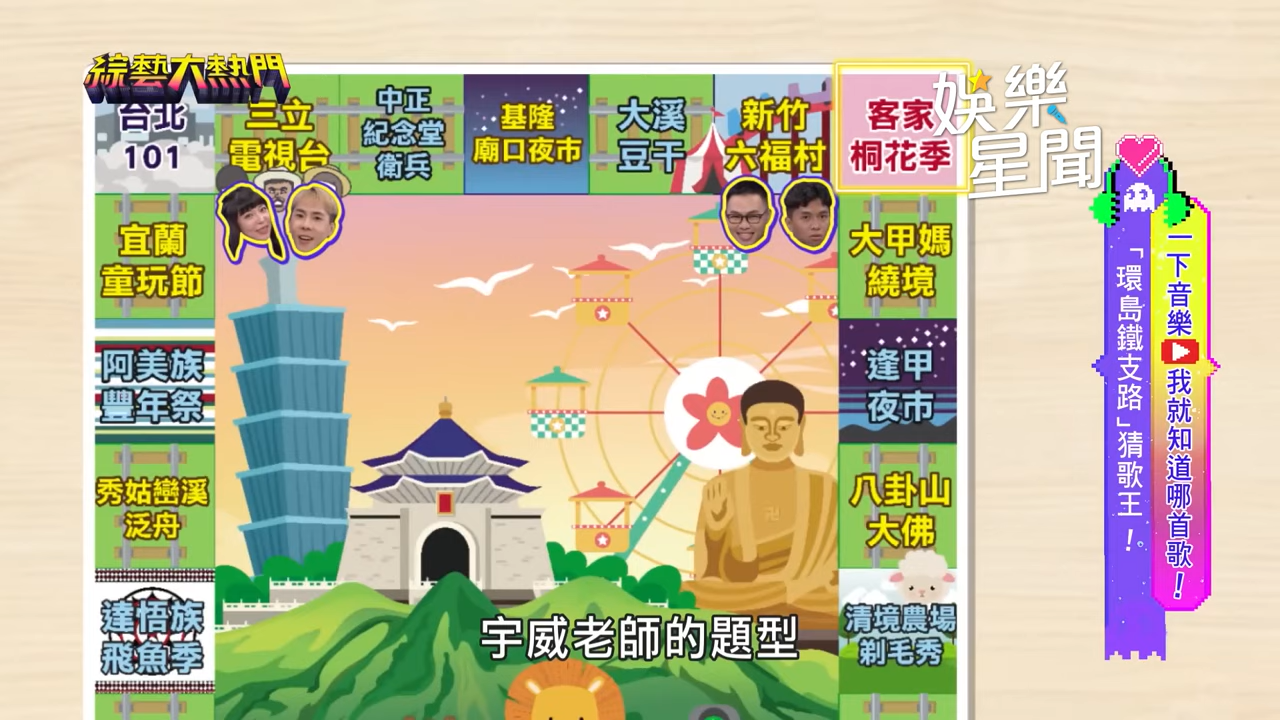 綜藝大熱門
娛樂
星聞
台北
101
三立
電視台
中正
紀念堂
衛兵
基隆
廟口夜市
大溪
豆干
新竹
六福村
客家
桐花季
宜蘭
童玩節
大甲媽
繞境
阿美族
豐年祭
逢甲
夜市
秀姑巒溪
泛舟
八卦山
大佛
達悟族
飛魚季
清境農場
剃毛秀
卍
宇威老師的題型
一下音樂 我就知道哪首歌！
「環島鐵支路」猜歌王！。